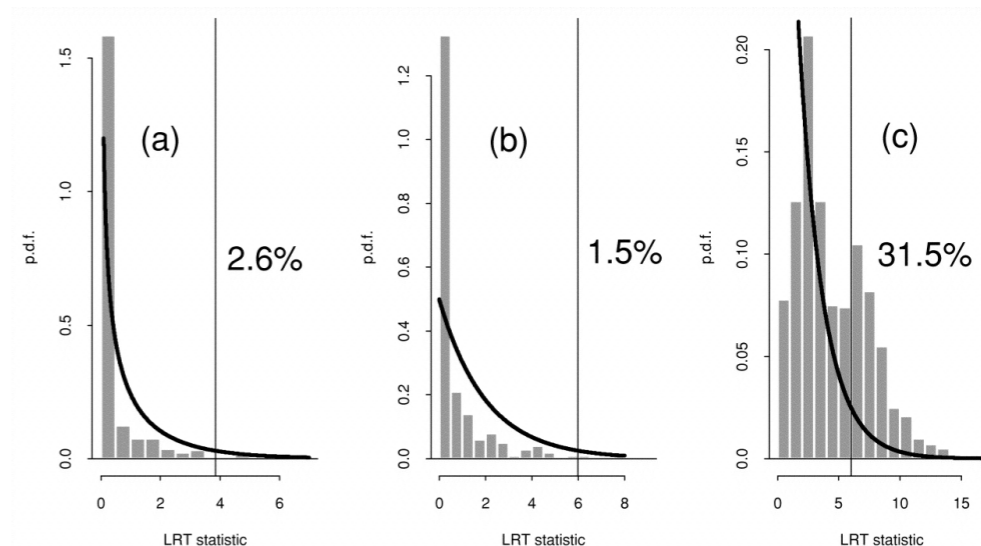 (a)
2.6%
p.d.f.
0.0
0.5
1.0
1.5
0 2 4 6
LRT statistic
(b)
1.5%
p.d.f.
0.0
0.2
0.4
0.6
0.8
1.0
1.2
0 2 4 6 8
LRT statistic
(c)
31.5%
p.d.f.
0.00
0.05
0.10
0.15
0.20
0 5 10 15
LRT statistic